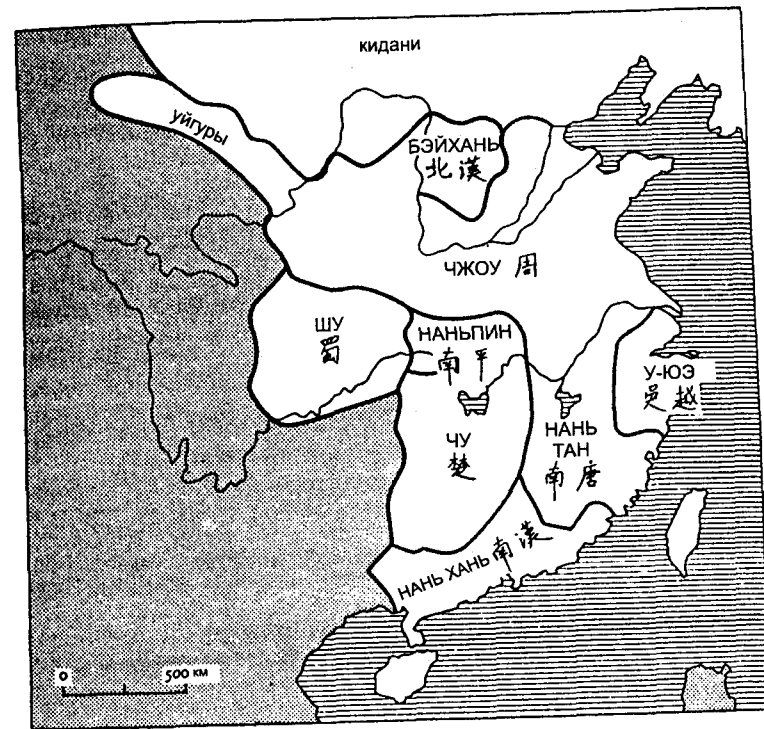 кидани
уйгуры
БЭЙХАНЬ
北漢
ЧЖОУ 周
ШУ
蜀
НАНЬПИН
南平
У-ЮЭ
吳越
ЧУ
楚
НАНЬ
ТАН
南唐
НАНЬ ХАНЬ 南漢
0 500 км